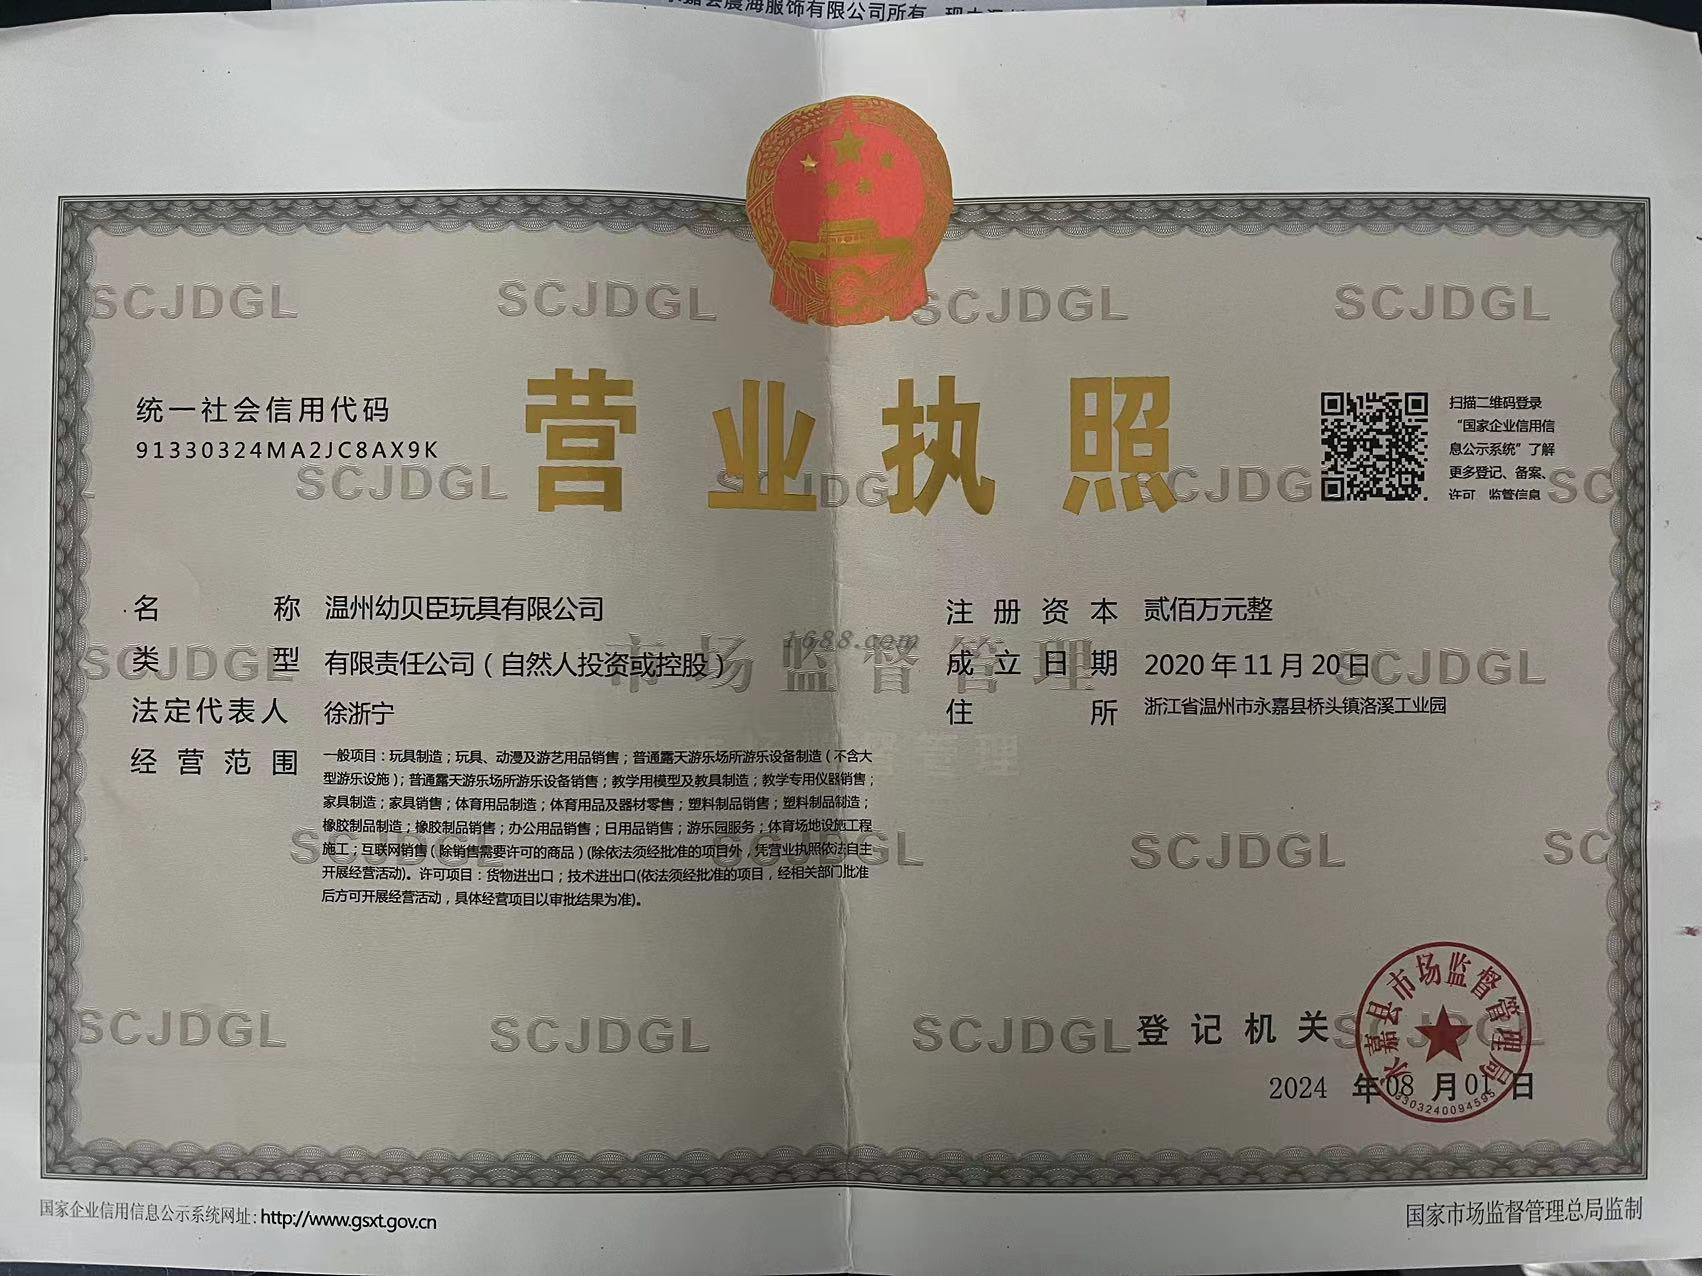 晨海服饰有限公司所有
统一社会信用代码
91330324MA2JC8AX9K
营业执照
扫描二维码登录
“国家企业信用信
息公示系统”了解
更多登记、备案、
许可、监管信息
名称 温州幼贝臣玩具有限公司
类型 有限责任公司（自然人投资或控股）
法定代表人 徐浙宁
经营范围 一般项目：玩具制造；玩具、动漫及游艺用品销售；普通露天游乐场所游乐设备制造（不含大
型游乐设施）；普通露天游乐场所游乐设备销售；教学用模型及教具制造；教学专用仪器销售；
家具制造；家具销售；体育用品制造；体育用品及器材零售；塑料制品销售；塑料制品制造；
橡胶制品制造；橡胶制品销售；办公用品销售；日用品销售；游乐园服务；体育场地设施工程
施工；互联网销售（除销售需要许可的商品）(除依法须经批准的项目外，凭营业执照依法自主
开展经营活动)。许可项目：货物进出口；技术进出口(依法须经批准的项目，经相关部门批准
后方可开展经营活动，具体经营项目以审批结果为准)。
注册资本 贰佰万元整
成立日期 2020年11月20日
住所 浙江省温州市永嘉县桥头镇洛溪工业园
1688.com
市场监督管理
SCJDGL
登记机关
永嘉县市场监督管理局
3303240094595
2024 年08 月01 日
国家企业信用信息公示系统网址：http://www.gsxt.gov.cn
国家市场监督管理总局监制